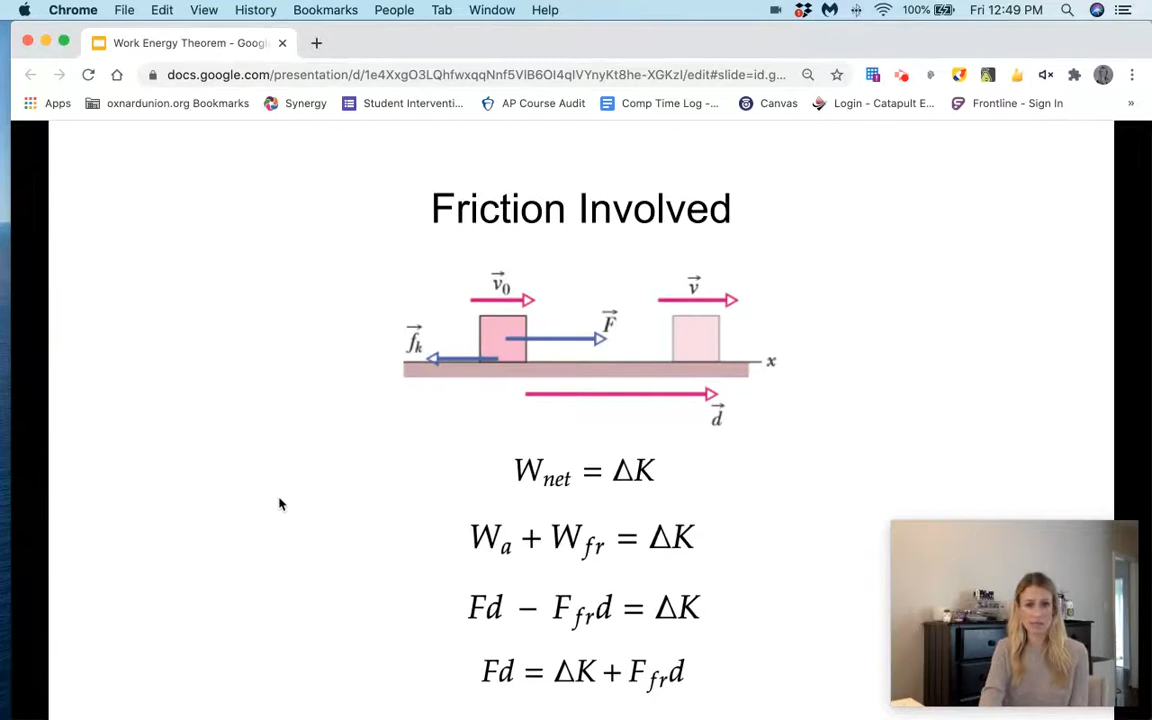 Chrome File Edit View History Bookmarks People Tab Window Help 100% Fri 12:49 PM
Work Energy Theorem - Googl
docs.google.com/presentation/d/1e4XxgO3LQhfwxqqNnf5VlB6OI4qIVYnyKt8he-XGKzI/edit#slide=id.g...
Apps oxnardunion.org Bookmarks Synergy Student Interventi... AP Course Audit Comp Time Log -... Canvas Login - Catapult E... Frontline - Sign In »
Friction Involved
v⃗₀ v⃗
f⃗ₖ F⃗
x
d⃗
W_net = ΔK
W_a + W_fr = ΔK
Fd − F_fr d = ΔK
Fd = ΔK + F_fr d